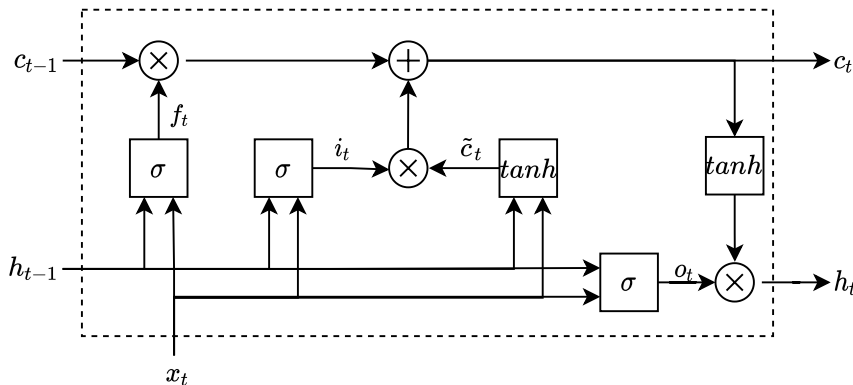 c_{t-1}
×
+
c_t
f_t
σ
σ
i_t
×
c̃_t
tanh
tanh
h_{t-1}
σ
o_t
×
h_t
x_t